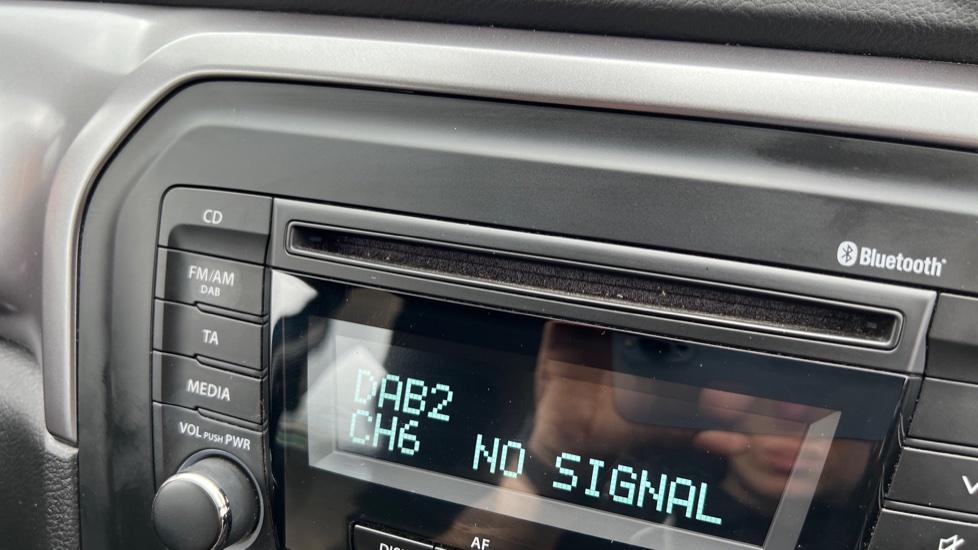 CD
Bluetooth
FM/AM
DAB
TA
MEDIA
VOL PUSH PWR
DAB2
CH6 NO SIGNAL
AF